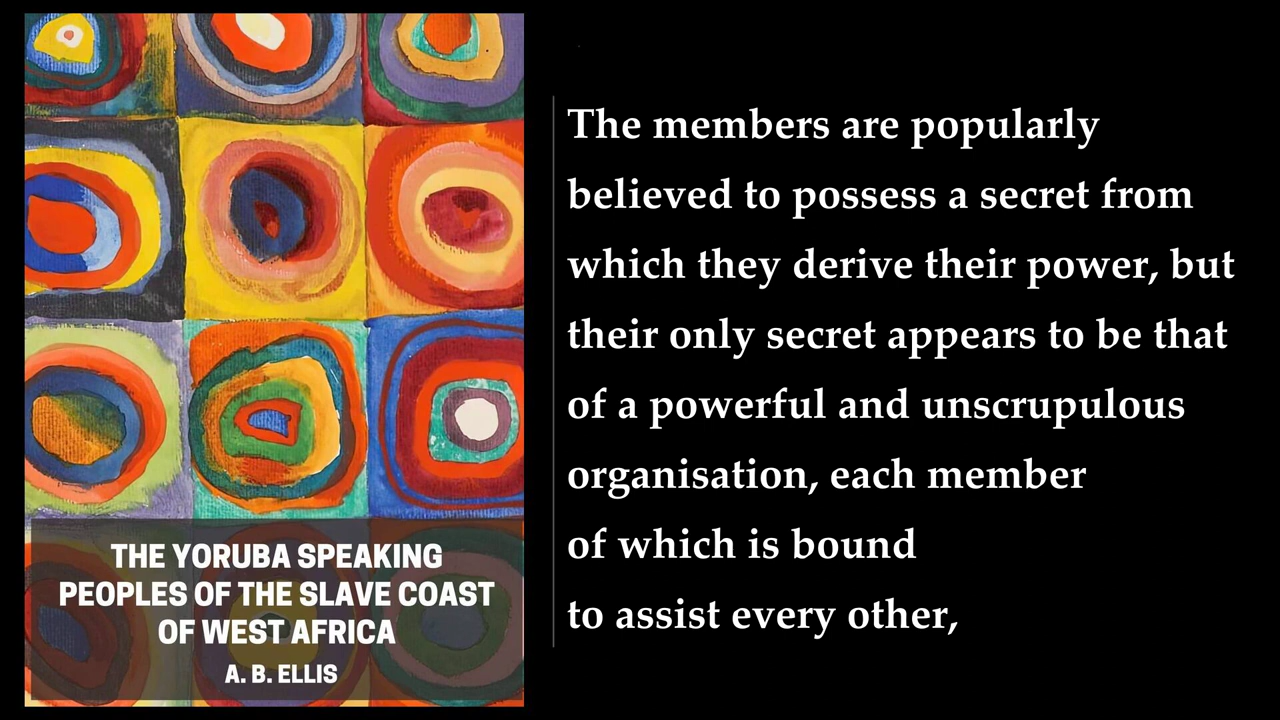 THE YORUBA SPEAKING
PEOPLES OF THE SLAVE COAST
OF WEST AFRICA
A. B. ELLIS
The members are popularly
believed to possess a secret from
which they derive their power, but
their only secret appears to be that
of a powerful and unscrupulous
organisation, each member
of which is bound
to assist every other,